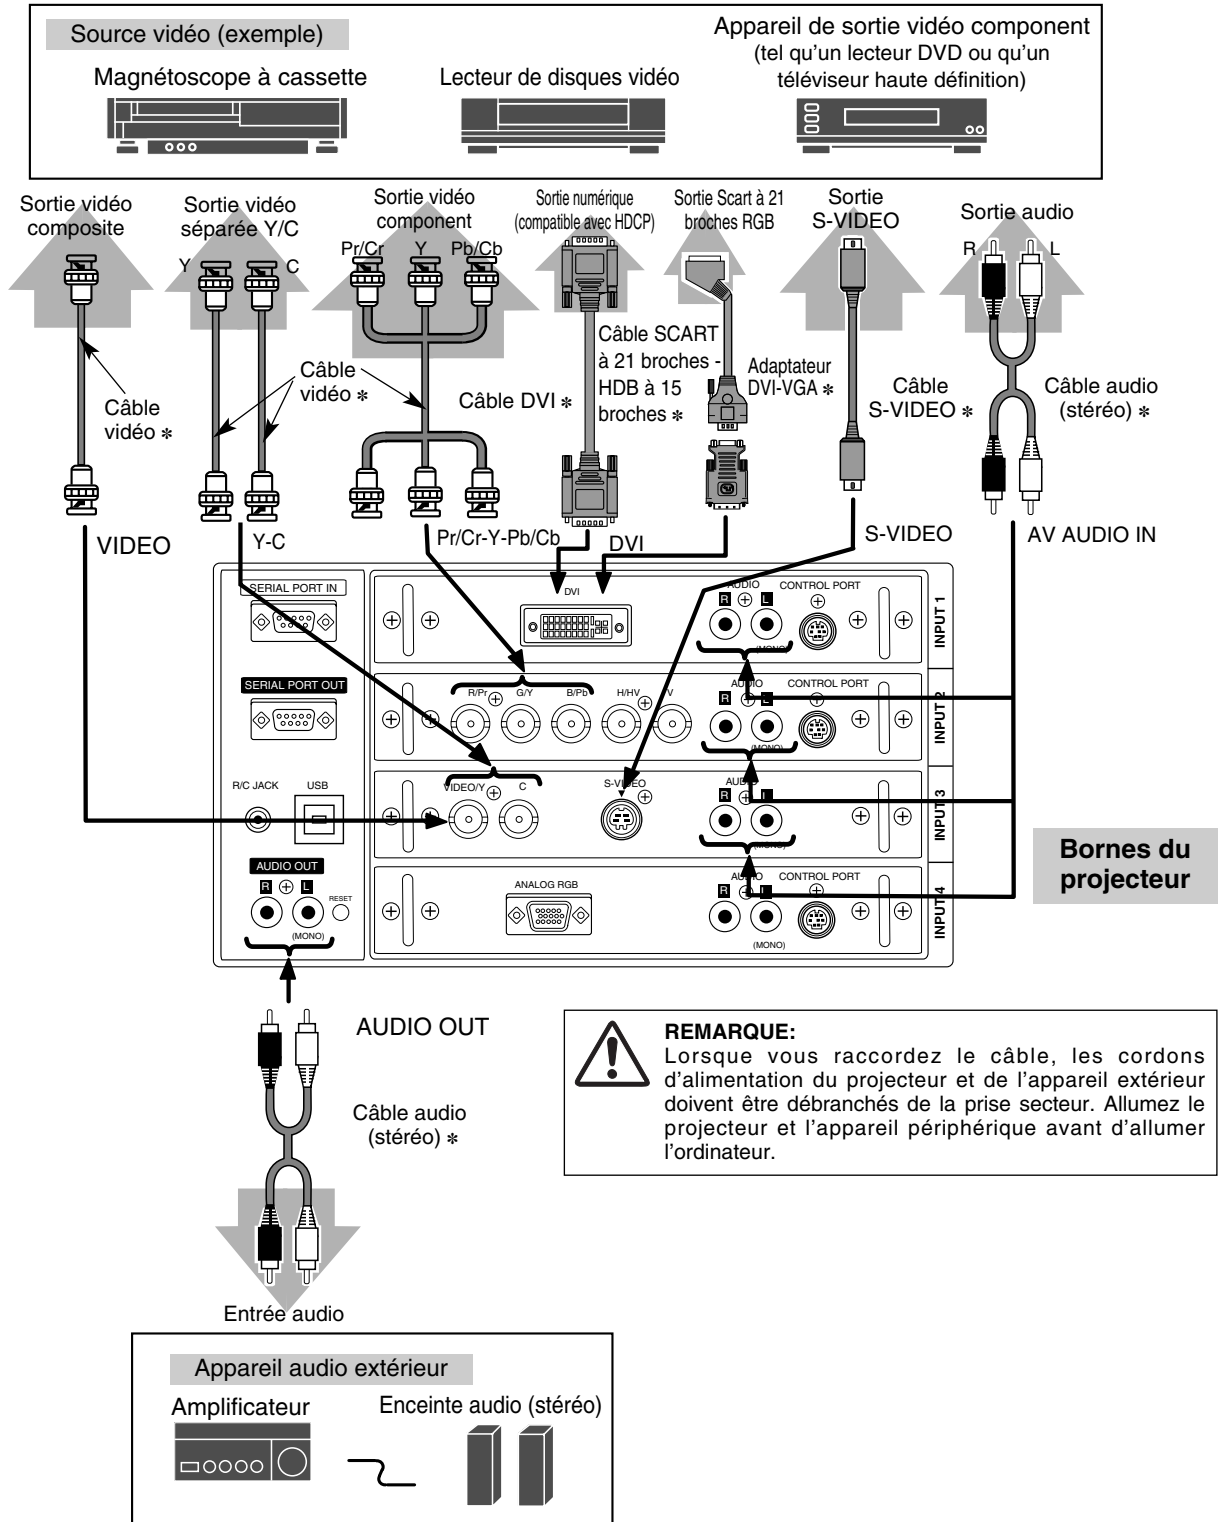 Source vidéo (exemple)
Appareil de sortie vidéo component
(tel qu'un lecteur DVD ou qu'un
téléviseur haute définition)
Magnétoscope à cassette
Lecteur de disques vidéo
Sortie vidéo
composite
Sortie vidéo
séparée Y/C
Sortie vidéo
component
Sortie numérique
(compatible avec HDCP)
Sortie Scart à 21
broches RGB
Sortie
S-VIDEO
Sortie audio
Y
C
Pr/Cr
Y
Pb/Cb
R
L
Câble
vidéo *
Câble
vidéo *
Câble DVI *
Câble SCART
à 21 broches -
HDB à 15
broches *
Adaptateur
DVI-VGA *
Câble
S-VIDEO *
Câble audio
(stéréo) *
VIDEO
Y-C
Pr/Cr-Y-Pb/Cb
DVI
S-VIDEO
AV AUDIO IN
SERIAL PORT IN
DVI
AUDIO
R
L
(MONO)
CONTROL PORT
INPUT 1
SERIAL PORT OUT
R/Pr
G/Y
B/Pb
H/HV
V
AUDIO
R
L
(MONO)
CONTROL PORT
INPUT 2
R/C JACK
USB
VIDEO/Y
C
S-VIDEO
AUDIO
R
L
(MONO)
INPUT 3
AUDIO OUT
R
L
RESET
(MONO)
ANALOG RGB
AUDIO
R
L
(MONO)
CONTROL PORT
INPUT 4
Bornes du
projecteur
AUDIO OUT
Câble audio
(stéréo) *
REMARQUE:
Lorsque vous raccordez le câble, les cordons
d'alimentation du projecteur et de l'appareil extérieur
doivent être débranchés de la prise secteur. Allumez le
projecteur et l'appareil périphérique avant d'allumer
l'ordinateur.
Entrée audio
Appareil audio extérieur
Amplificateur
Enceinte audio (stéréo)